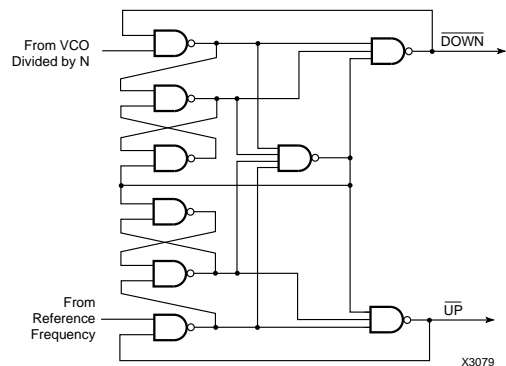 From VCO
Divided by N
DOWN
From
Reference
Frequency
UP
X3079